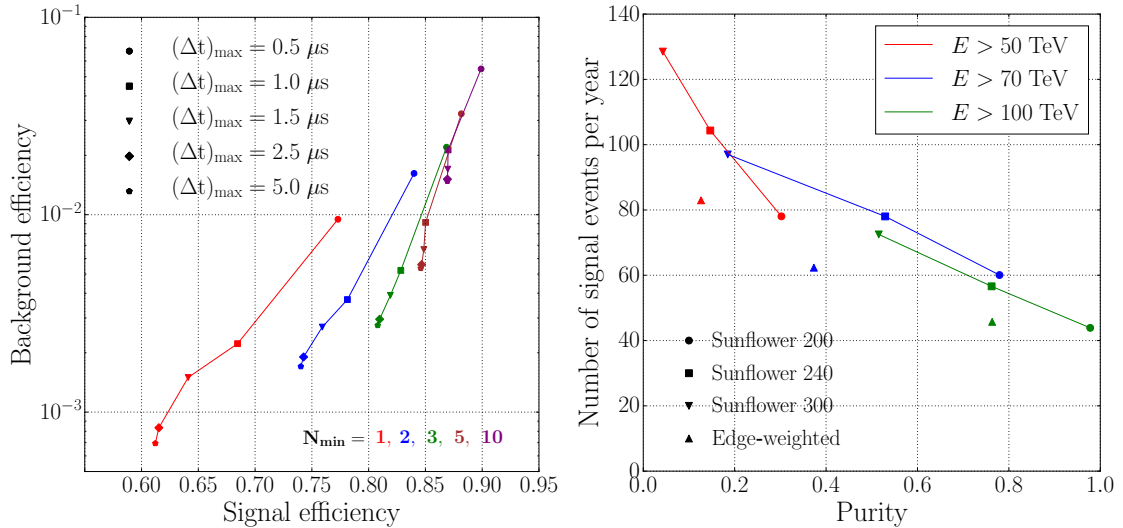 10⁻¹
10⁻²
10⁻³
Background efficiency
(Δt)max = 0.5 μs
(Δt)max = 1.0 μs
(Δt)max = 1.5 μs
(Δt)max = 2.5 μs
(Δt)max = 5.0 μs
Nmin = 1, 2, 3, 5, 10
0.60 0.65 0.70 0.75 0.80 0.85 0.90 0.95
Signal efficiency
140
120
100
80
60
40
20
0
Number of signal events per year
E > 50 TeV
E > 70 TeV
E > 100 TeV
Sunflower 200
Sunflower 240
Sunflower 300
Edge-weighted
0.0 0.2 0.4 0.6 0.8 1.0
Purity